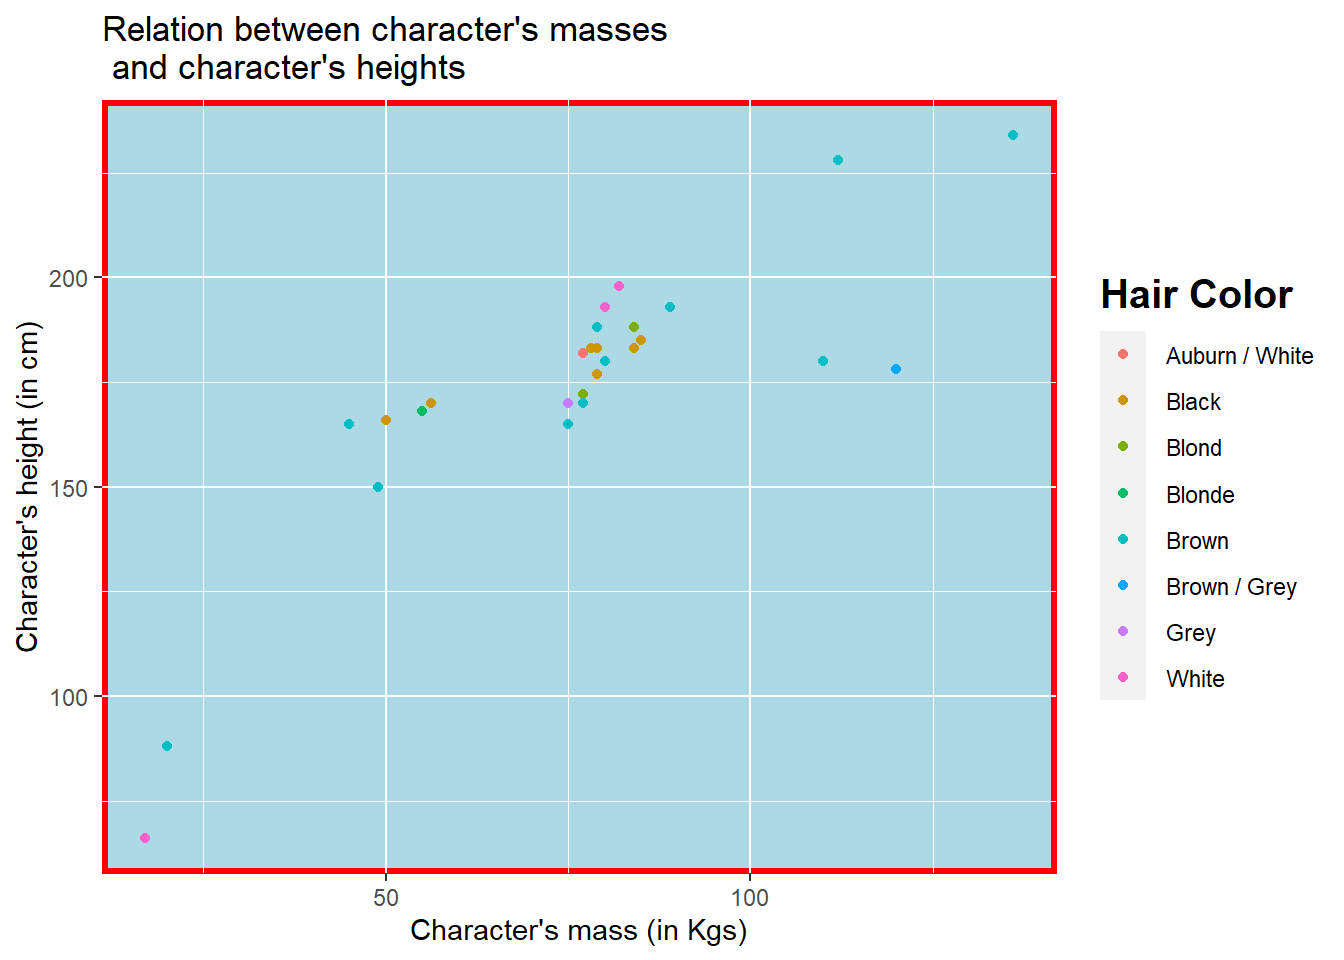 Relation between character's masses
and character's heights
200
150
100
Character's height (in cm)
50
100
Character's mass (in Kgs)
Hair Color
Auburn / White
Black
Blond
Blonde
Brown
Brown / Grey
Grey
White